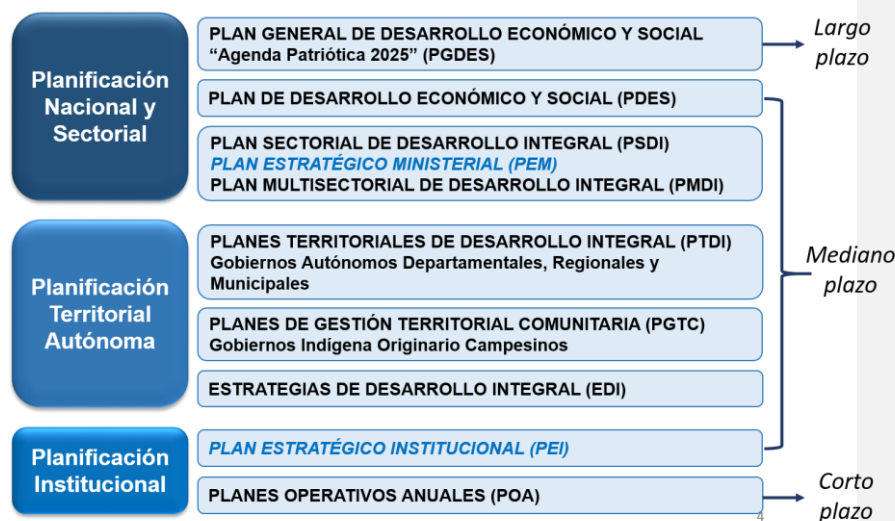 Planificación
Nacional y
Sectorial
PLAN GENERAL DE DESARROLLO ECONÓMICO Y SOCIAL
“Agenda Patriótica 2025” (PGDES)
Largo
plazo
PLAN DE DESARROLLO ECONÓMICO Y SOCIAL (PDES)
PLAN SECTORIAL DE DESARROLLO INTEGRAL (PSDI)
PLAN ESTRATÉGICO MINISTERIAL (PEM)
PLAN MULTISECTORIAL DE DESARROLLO INTEGRAL (PMDI)
Planificación
Territorial
Autónoma
PLANES TERRITORIALES DE DESARROLLO INTEGRAL (PTDI)
Gobiernos Autónomos Departamentales, Regionales y
Municipales
PLANES DE GESTIÓN TERRITORIAL COMUNITARIA (PGTC)
Gobiernos Indígena Originario Campesinos
ESTRATEGIAS DE DESARROLLO INTEGRAL (EDI)
Mediano
plazo
Planificación
Institucional
PLAN ESTRATÉGICO INSTITUCIONAL (PEI)
PLANES OPERATIVOS ANUALES (POA)
Corto
plazo
4